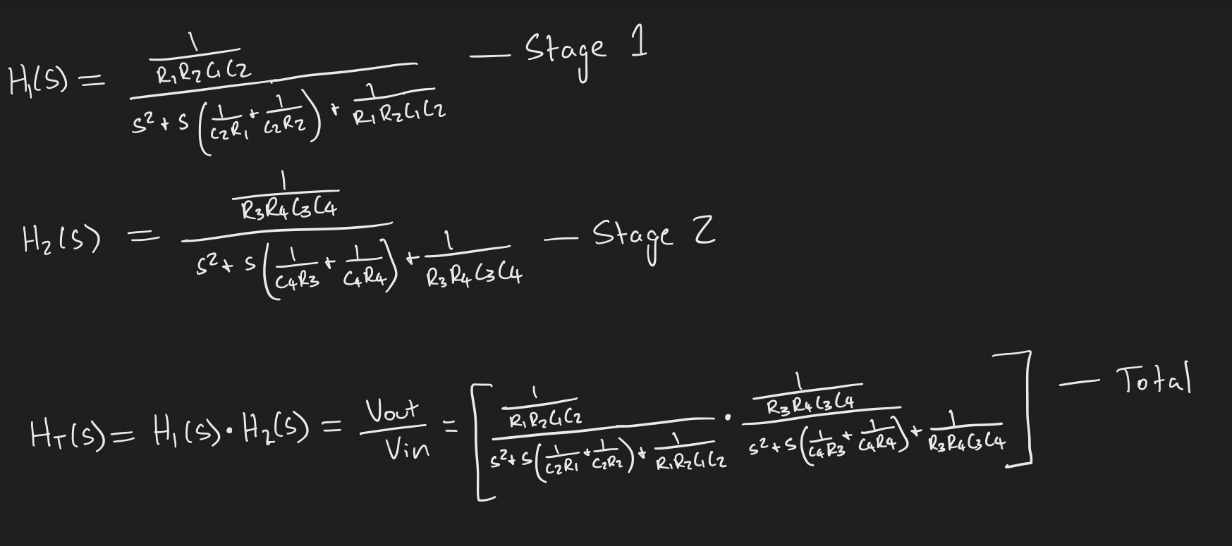 H₁(S) = (1/(R₁R₂C₁C₂)) / (S² + S(1/(C₂R₁) + 1/(C₂R₂)) + 1/(R₁R₂C₁C₂)) — Stage 1
H₂(S) = (1/(R₃R₄C₃C₄)) / (S² + S(1/(C₄R₃) + 1/(C₄R₄)) + 1/(R₃R₄C₃C₄)) — Stage 2
H_T(S) = H₁(S)·H₂(S) = Vout/Vin = [(1/(R₁R₂C₁C₂)) / (S² + S(1/(C₂R₁) + 1/(C₂R₂)) + 1/(R₁R₂C₁C₂)) · (1/(R₃R₄C₃C₄)) / (S² + S(1/(C₄R₃) + 1/(C₄R₄)) + 1/(R₃R₄C₃C₄))] — Total